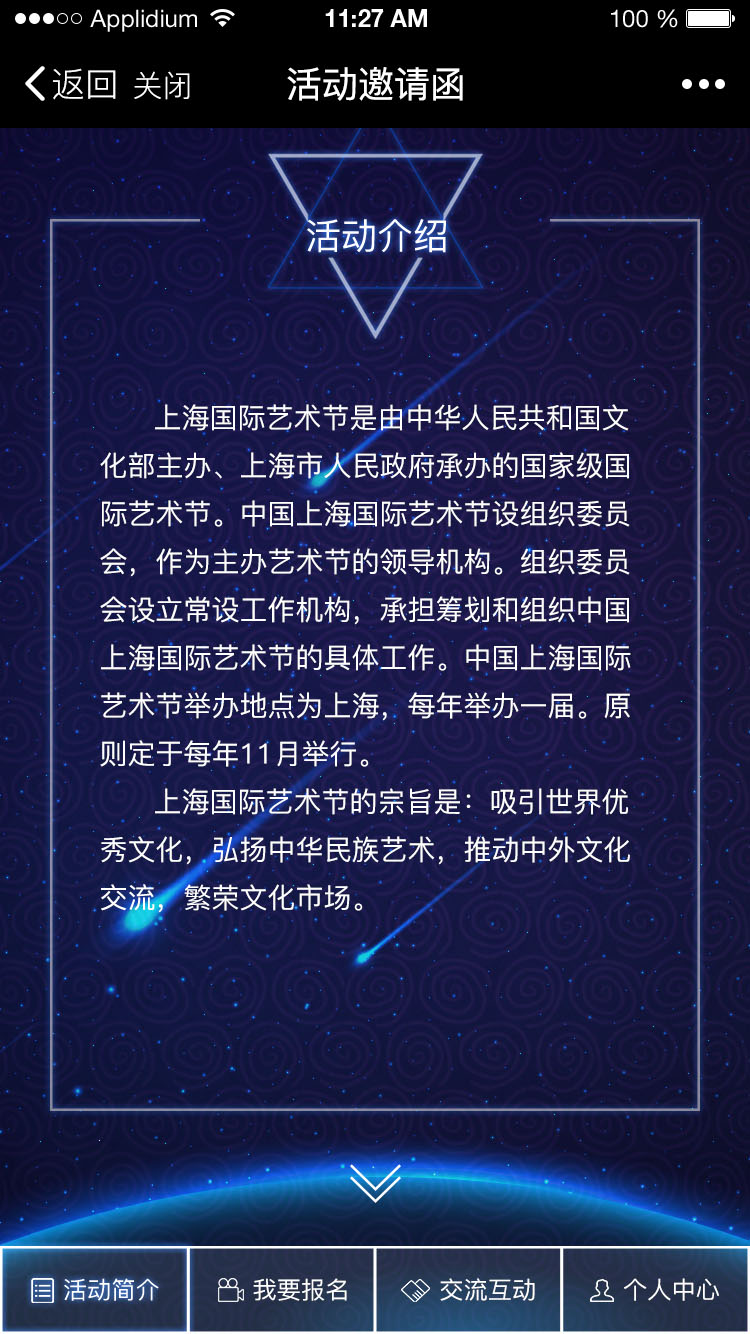 Applidium 11:27 AM 100 %
返回 关闭 活动邀请函
活动介绍
上海国际艺术节是由中华人民共和国文
化部主办、上海市人民政府承办的国家级国
际艺术节。中国上海国际艺术节设组织委员
会，作为主办艺术节的领导机构。组织委员
会设立常设工作机构，承担筹划和组织中国
上海国际艺术节的具体工作。中国上海国际
艺术节举办地点为上海，每年举办一届。原
则定于每年11月举行。
上海国际艺术节的宗旨是：吸引世界优
秀文化，弘扬中华民族艺术，推动中外文化
交流，繁荣文化市场。
活动简介 我要报名 交流互动 个人中心